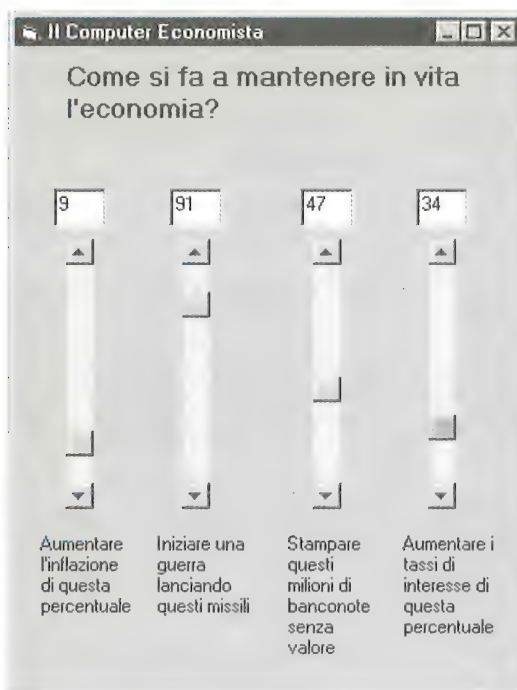 Il Computer Economista
Come si fa a mantenere in vita
l'economia?
9 91 47 34
Aumentare
l'inflazione
di questa
percentuale
Iniziare una
guerra
lanciando
questi missili
Stampare
questi
milioni di
banconote
senza
valore
Aumentare i
tassi di
interesse di
questa
percentuale